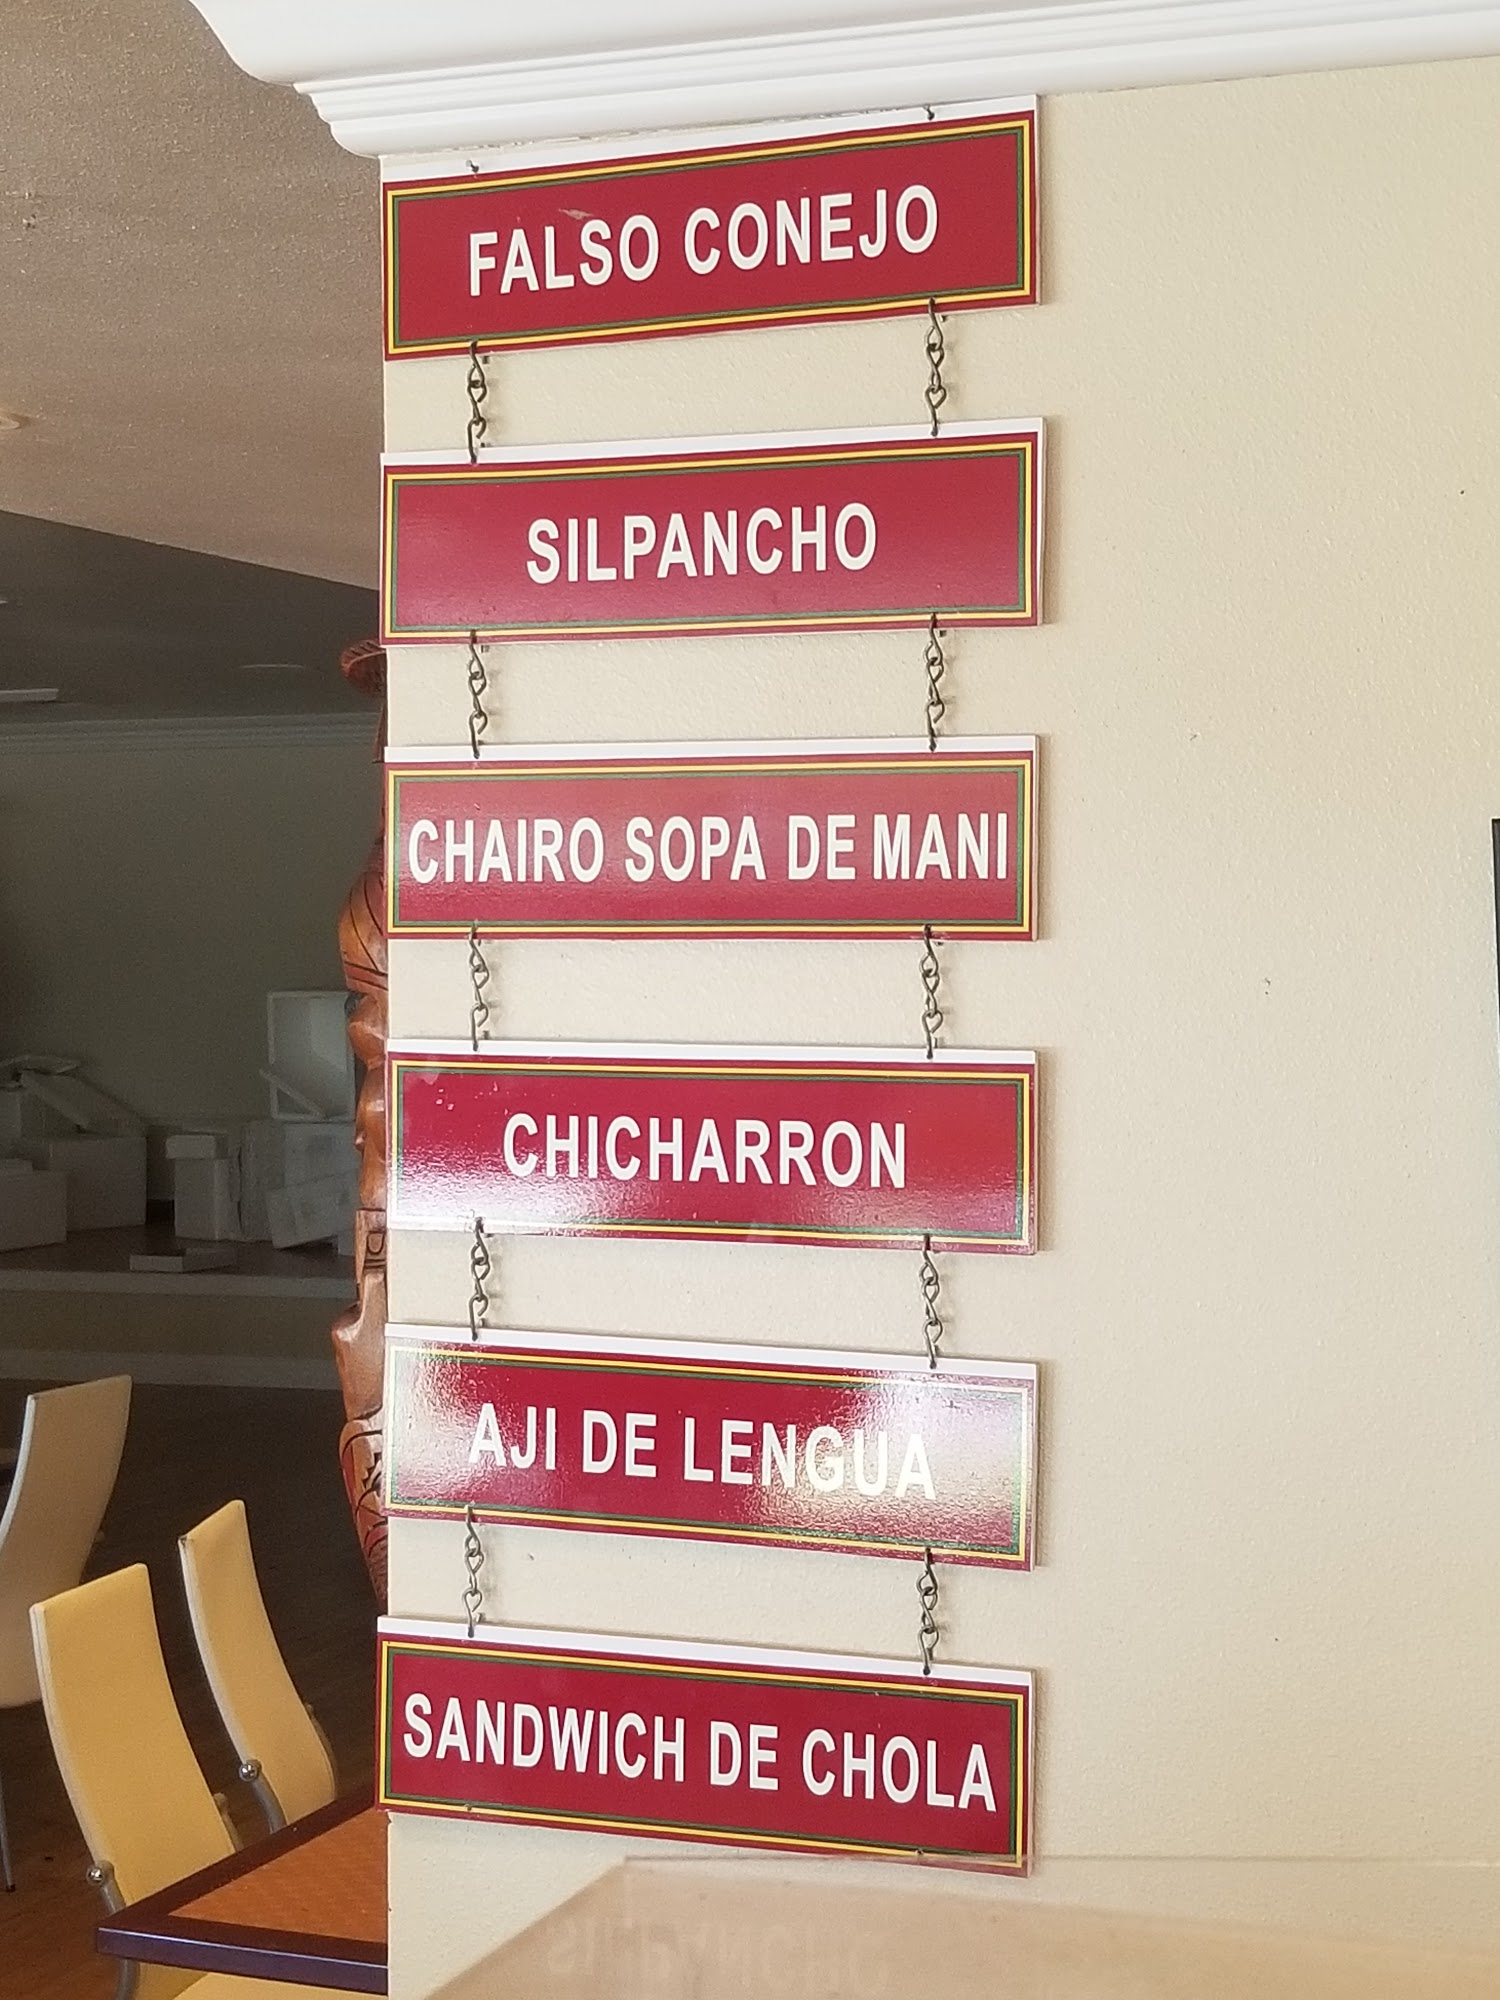 FALSO CONEJO
SILPANCHO
CHAIRO SOPA DE MANI
CHICHARRON
AJI DE LENGUA
SANDWICH DE CHOLA